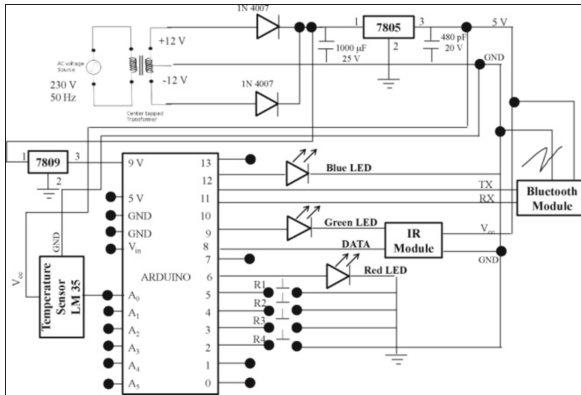 1N 4007
+12 V
1
7805
3
5 V
AC voltage
Source
1000 µF
25 V
2
480 pF
20 V
-12 V
1N 4007
GND
230 V
50 Hz
Center tapped
Transformer
1
7809
3
2
9 V
13
12
Blue LED
5 V
11
TX
RX
Bluetooth
Module
GND
10
GND
9
Green LED
IR
Module
Vcc
Vin
8
DATA
GND
7
GND
ARDUINO
6
Red LED
Vcc
Temperature
Sensor
LM 35
A0
5
R1
A1
4
R2
A2
3
R3
A3
2
R4
A4
1
A5
0